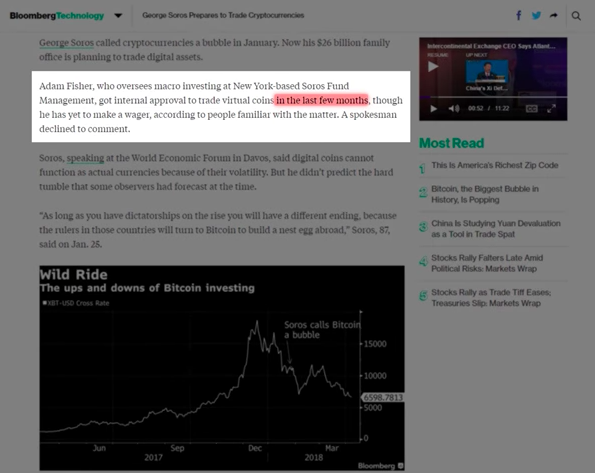 BloombergTechnology George Soros Prepares to Trade Cryptocurrencies
George Soros called cryptocurrencies a bubble in January. Now his $26 billion family
office is planning to trade digital assets.
Adam Fisher, who oversees macro investing at New York-based Soros Fund
Management, got internal approval to trade virtual coins in the last few months, though
he has yet to make a wager, according to people familiar with the matter. A spokesman
declined to comment.
Soros, speaking at the World Economic Forum in Davos, said digital coins cannot
function as actual currencies because of their volatility. But he didn't predict the hard
tumble that some observers had forecast at the time.
“As long as you have dictatorships on the rise you will have a different ending, because
the rulers in those countries will turn to Bitcoin to build a nest egg abroad,” Soros, 87,
said on Jan. 25.
Wild Ride
The ups and downs of Bitcoin investing
XBT-USD Cross Rate
Soros calls Bitcoin
a bubble
15000
10000
6598.7813
5000
0
Jun Sep Dec Mar
2017 2018
Bloomberg
Intercontinental Exchange CEO Says Atlant...
RESUME UP NEXT
China's Xi Def...
00:52 / 11:22
Most Read
1 This Is America's Richest Zip Code
2 Bitcoin, the Biggest Bubble in
History, Is Popping
3 China Is Studying Yuan Devaluation
as a Tool in Trade Spat
4 Stocks Rally Falters Late Amid
Political Risks: Markets Wrap
5 Stocks Rally as Trade Tiff Eases;
Treasuries Slip: Markets Wrap